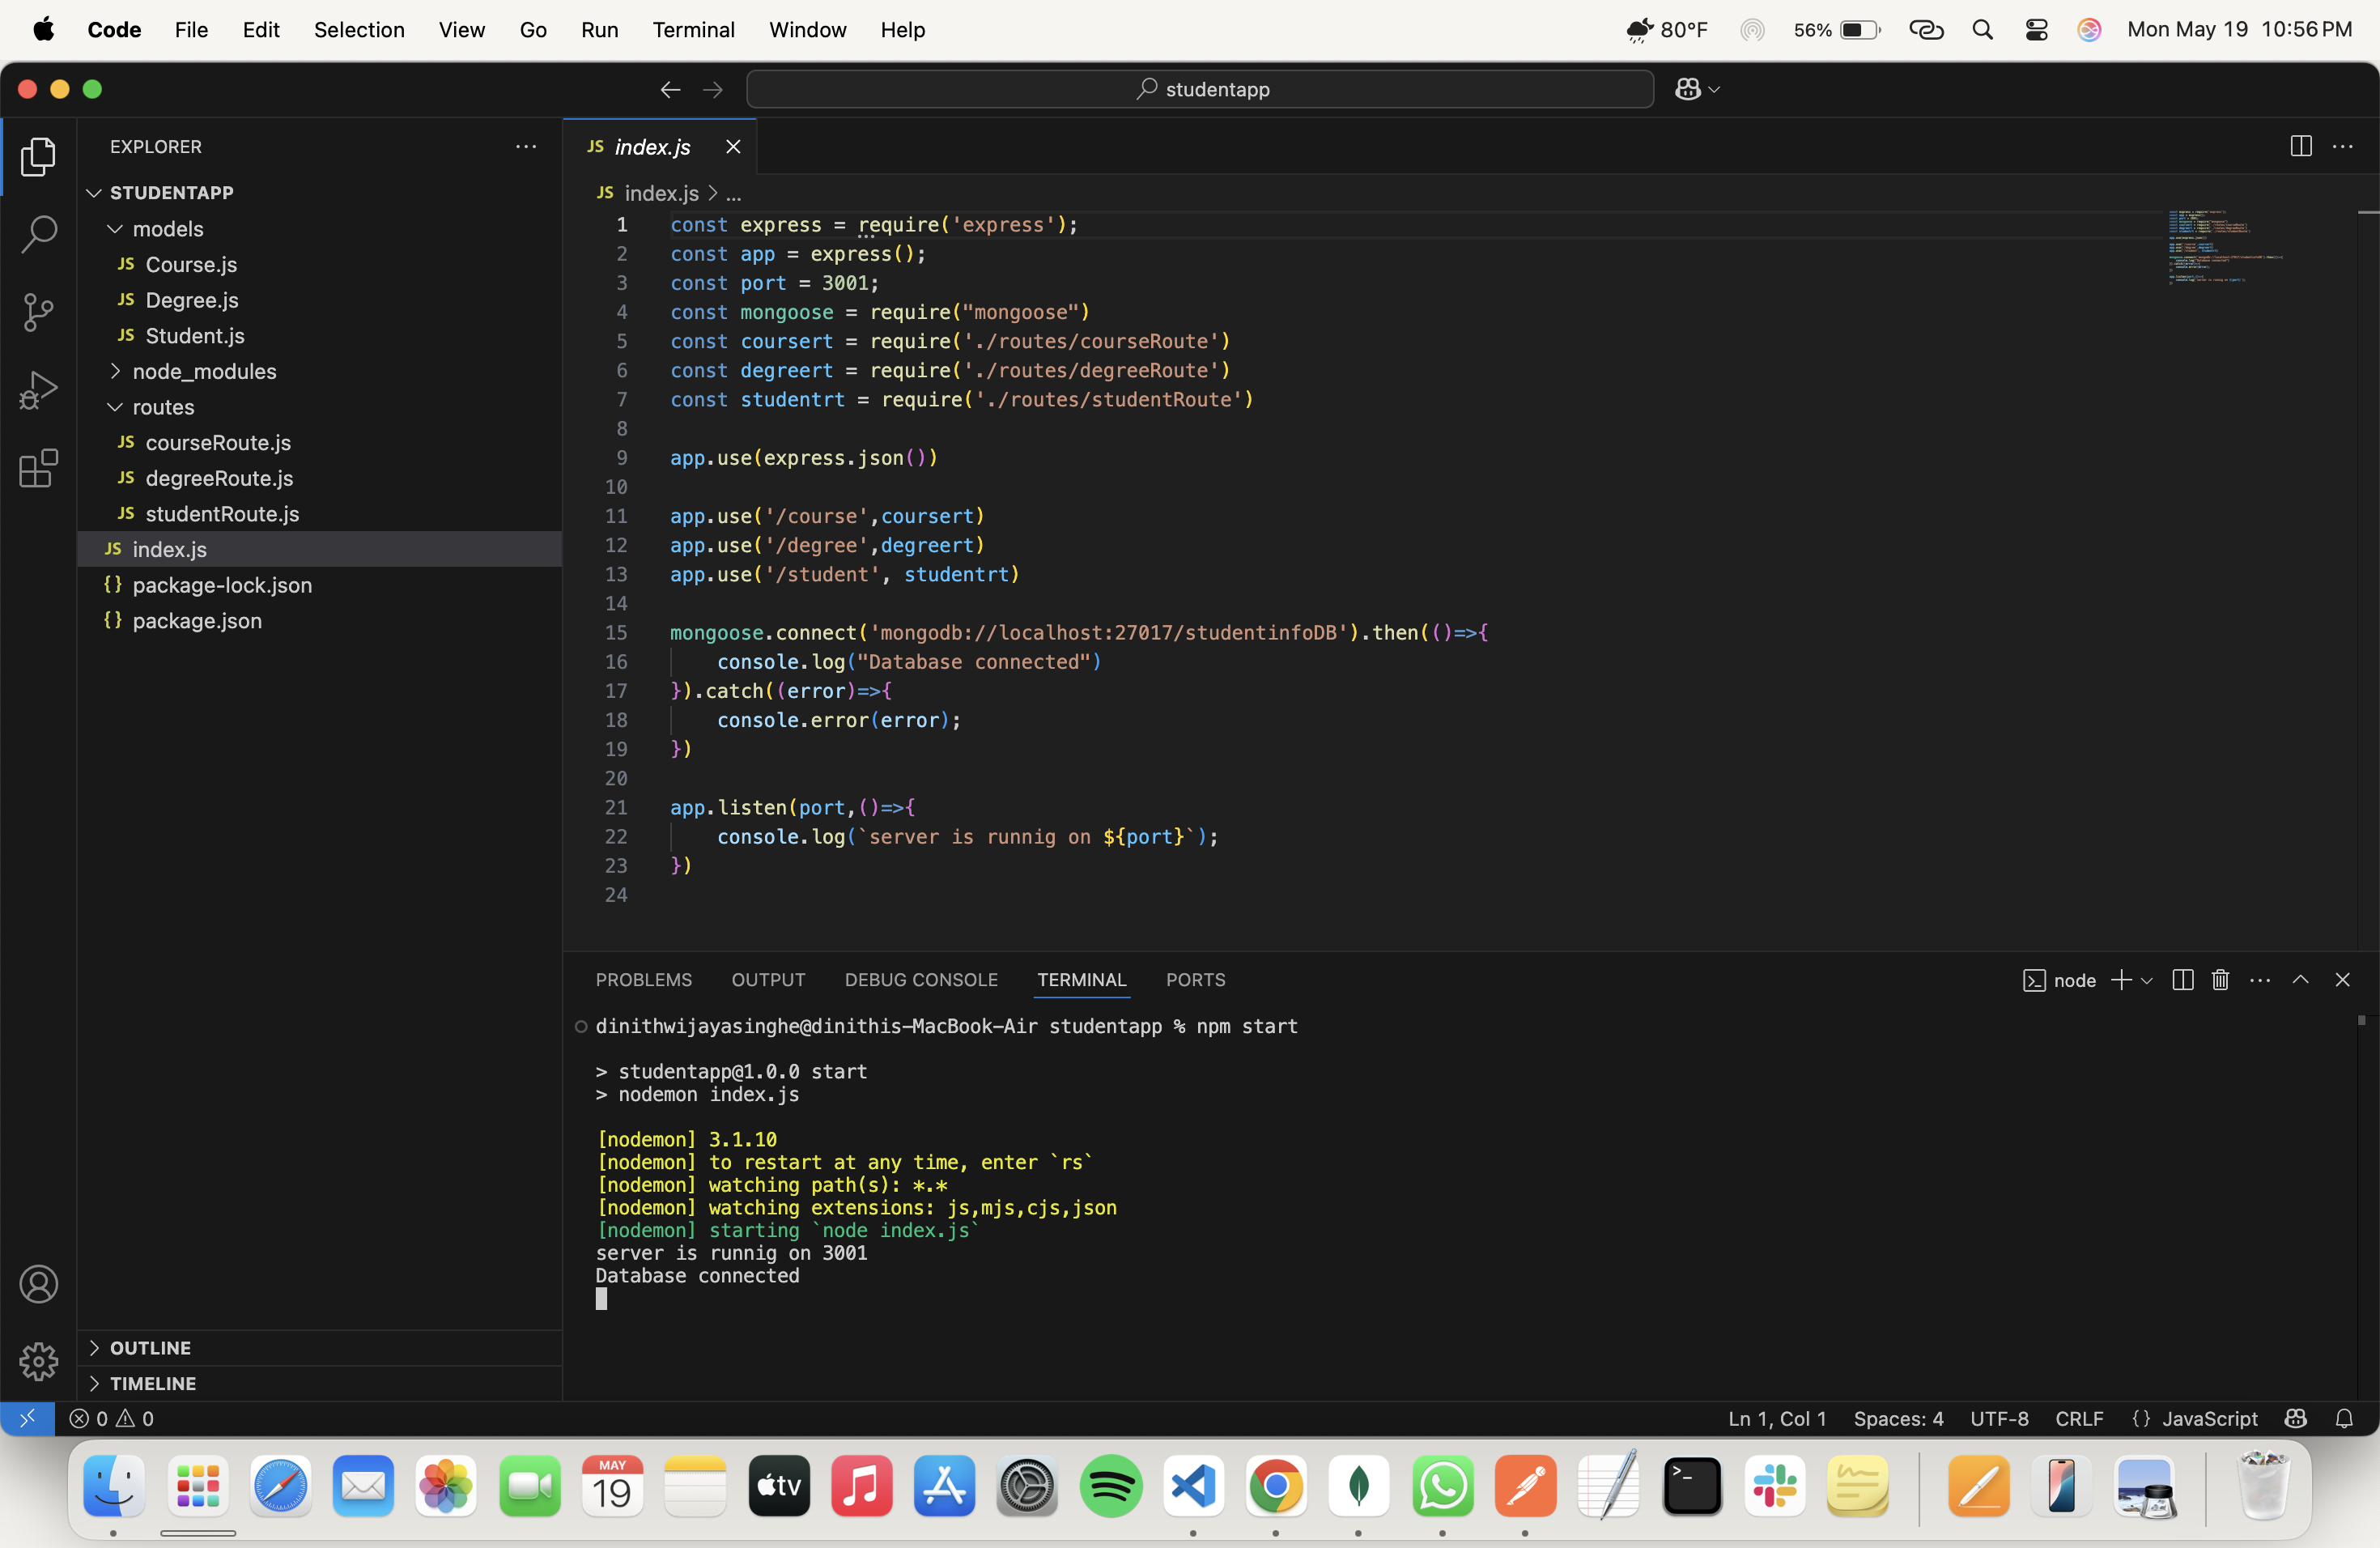 Code File Edit Selection View Go Run Terminal Window Help 80°F 56% Mon May 19 10:56 PM
studentapp
EXPLORER
STUDENTAPP
models
JS Course.js
JS Degree.js
JS Student.js
node_modules
routes
JS courseRoute.js
JS degreeRoute.js
JS studentRoute.js
JS index.js
{} package-lock.json
{} package.json
OUTLINE
TIMELINE
JS index.js
JS index.js > ...
1 const express = require('express');
2 const app = express();
3 const port = 3001;
4 const mongoose = require("mongoose")
5 const coursert = require('./routes/courseRoute')
6 const degreert = require('./routes/degreeRoute')
7 const studentrt = require('./routes/studentRoute')
8
9 app.use(express.json())
10
11 app.use('/course',coursert)
12 app.use('/degree',degreert)
13 app.use('/student', studentrt)
14
15 mongoose.connect('mongodb://localhost:27017/studentinfoDB').then(()=>{
16 console.log("Database connected")
17 }).catch((error)=>{
18 console.error(error);
19 })
20
21 app.listen(port,()=>{
22 console.log(`server is runnig on ${port}`);
23 })
24
PROBLEMS OUTPUT DEBUG CONSOLE TERMINAL PORTS node
dinithwijayasinghe@dinithis-MacBook-Air studentapp % npm start
> studentapp@1.0.0 start
> nodemon index.js
[nodemon] 3.1.10
[nodemon] to restart at any time, enter `rs`
[nodemon] watching path(s): *.*
[nodemon] watching extensions: js,mjs,cjs,json
[nodemon] starting `node index.js`
server is runnig on 3001
Database connected
0 0 Ln 1, Col 1 Spaces: 4 UTF-8 CRLF {} JavaScript
MAY
19
tv